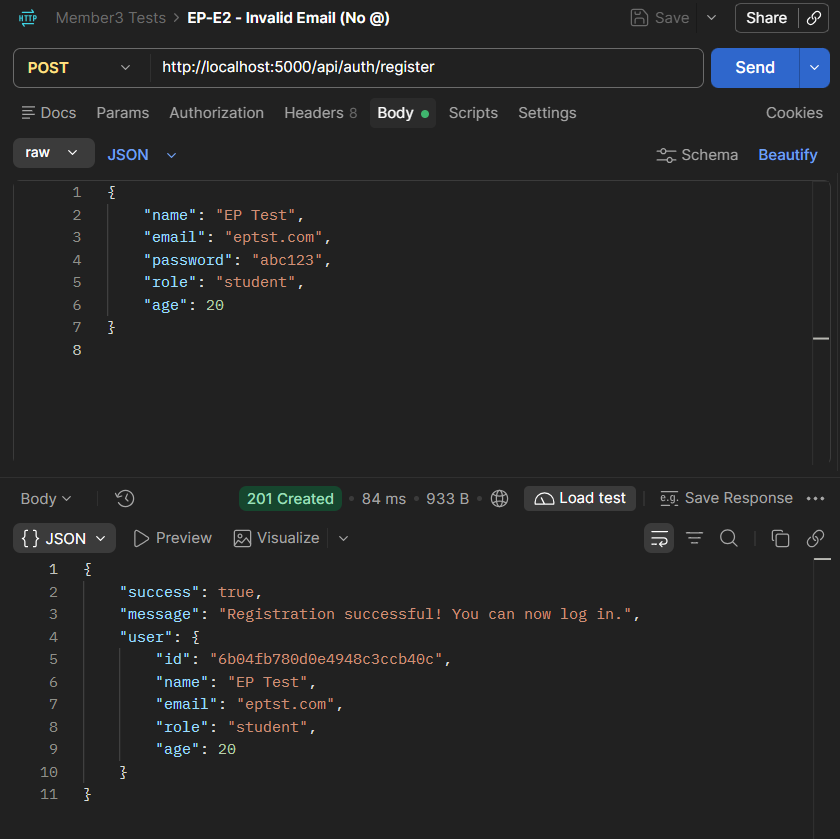 HTTP Member3 Tests > EP-E2 - Invalid Email (No @) Save Share
POST http://localhost:5000/api/auth/register Send
Docs Params Authorization Headers 8 Body Scripts Settings Cookies
raw JSON Schema Beautify
1 {
2 "name": "EP Test",
3 "email": "eptst.com",
4 "password": "abc123",
5 "role": "student",
6 "age": 20
7 }
8
Body 201 Created • 84 ms • 933 B • Load test e.g. Save Response
{} JSON Preview Visualize
1 {
2 "success": true,
3 "message": "Registration successful! You can now log in.",
4 "user": {
5 "id": "6b04fb780d0e4948c3ccb40c",
6 "name": "EP Test",
7 "email": "eptst.com",
8 "role": "student",
9 "age": 20
10 }
11 }